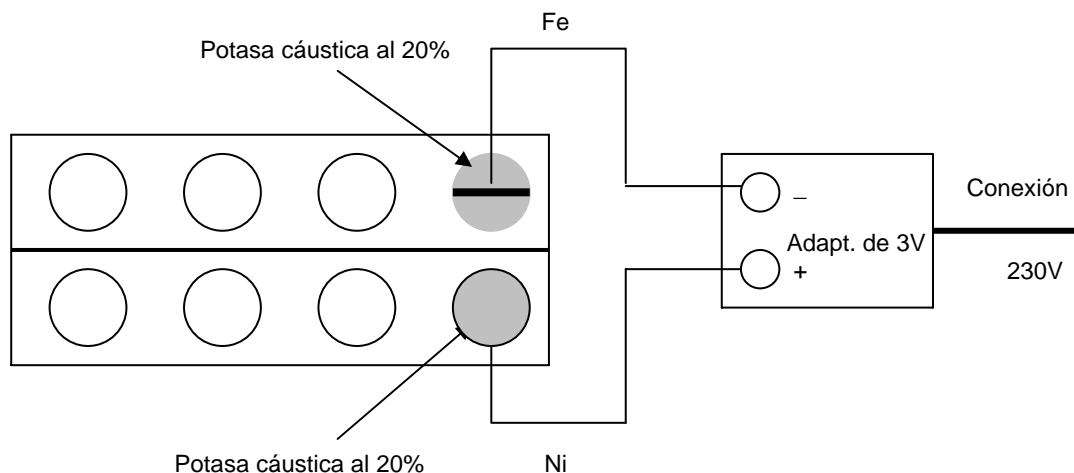 Fe
Potasa cáustica al 20%
–
Conexión
Adapt. de 3V
+
230V
Potasa cáustica al 20%
Ni